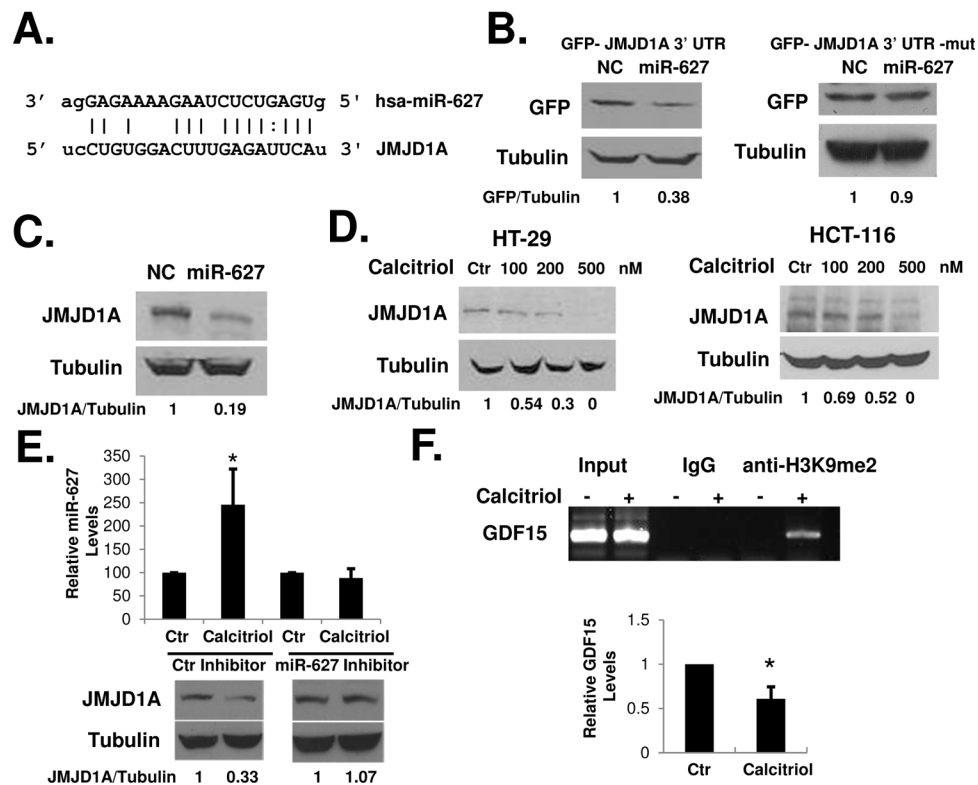 A.
3′ agGAGAAAAGAAUCUCUGAGUg 5' hsa-miR-627
|| | ||| ||||:|||
5′ ucCUGUGGACUUUGAGAUUCAu 3' JMJD1A
B.
GFP- JMJD1A 3’ UTR
NC miR-627
GFP
Tubulin
GFP/Tubulin 1 0.38
GFP- JMJD1A 3’ UTR -mut
NC miR-627
GFP
Tubulin
1 0.9
C.
NC miR-627
JMJD1A
Tubulin
JMJD1A/Tubulin 1 0.19
D.
HT-29
Calcitriol Ctr 100 200 500 nM
JMJD1A
Tubulin
JMJD1A/Tubulin 1 0.54 0.3 0
HCT-116
Calcitriol Ctr 100 200 500 nM
JMJD1A
Tubulin
JMJD1A/Tubulin 1 0.69 0.52 0
E.
Relative miR-627
Levels
350
300
250
200
150
100
50
0
*
Ctr Calcitriol Ctr Calcitriol
Ctr Inhibitor miR-627 Inhibitor
JMJD1A
Tubulin
JMJD1A/Tubulin 1 0.33 1 1.07
F.
Input IgG anti-H3K9me2
Calcitriol - + - + - +
GDF15
Relative GDF15
Levels
1.5
1
0.5
0
*
Ctr Calcitriol